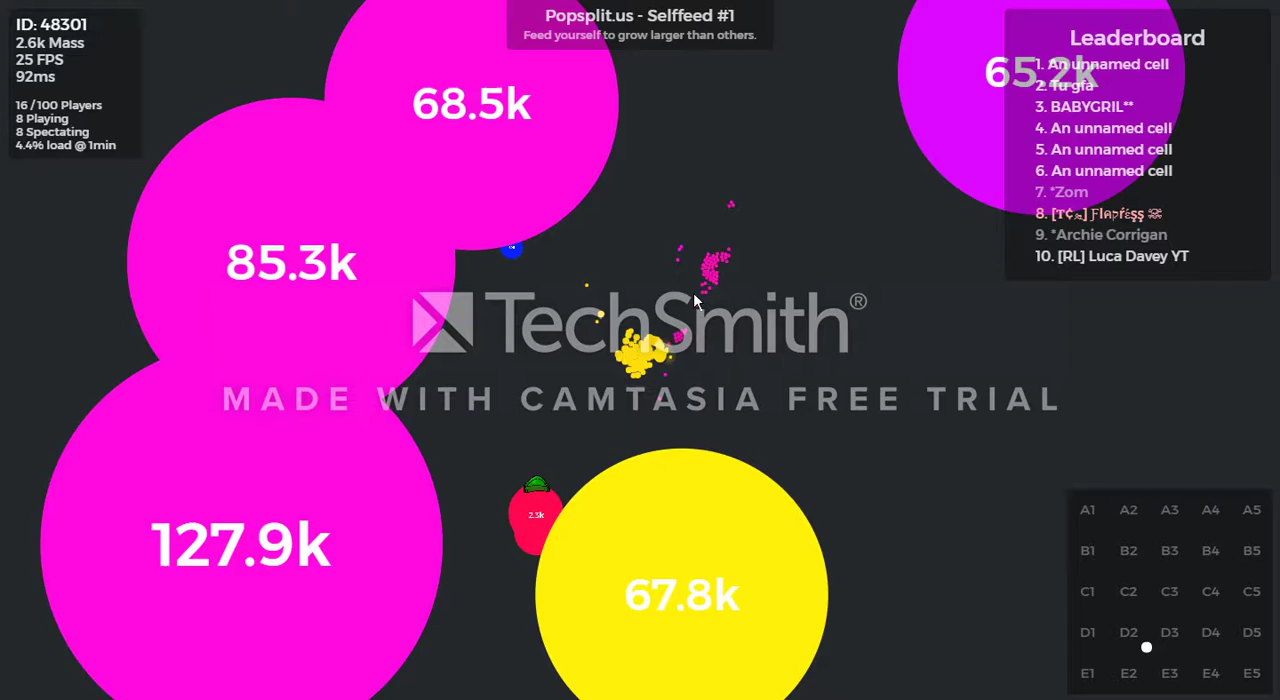 ID: 48301
2.6k Mass
25 FPS
92ms
16 / 100 Players
8 Playing
8 Spectating
4.4% load @ 1min
Popsplit.us - Selffeed #1
Feed yourself to grow larger than others.
Leaderboard
1. An unnamed cell
2. Tu gfa
3. BABYGRIL**
4. An unnamed cell
5. An unnamed cell
6. An unnamed cell
7. *Zom
9. *Archie Corrigan
10. [RL] Luca Davey YT
68.5k
65.2k
85.3k
TechSmith®
MADE WITH CAMTASIA FREE TRIAL
2.3k
127.9k
67.8k
A1 A2 A3 A4 A5
B1 B2 B3 B4 B5
C1 C2 C3 C4 C5
D1 D2 D3 D4 D5
E1 E2 E3 E4 E5